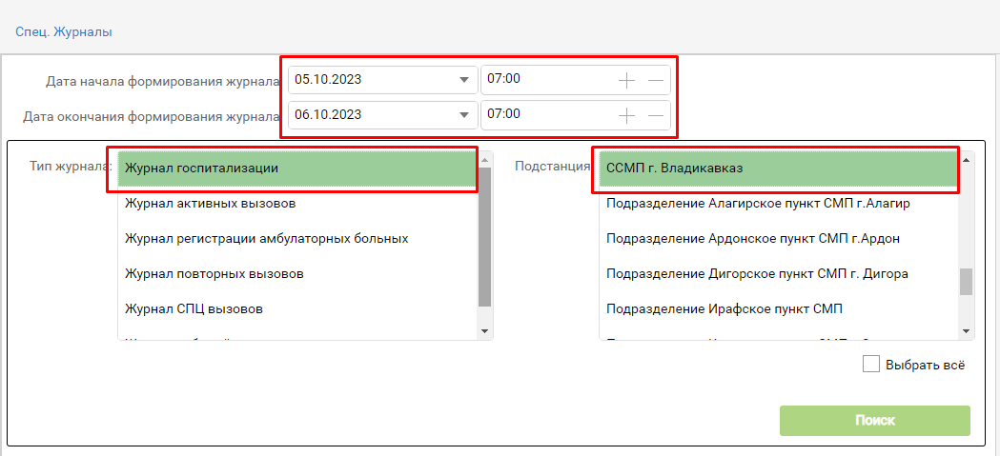 Спец. Журналы
Дата начала формирования журнала 05.10.2023 07:00
Дата окончания формирования журнала 06.10.2023 07:00
Тип журнала: Журнал госпитализации
Журнал активных вызовов
Журнал регистрации амбулаторных больных
Журнал повторных вызовов
Журнал СПЦ вызовов
Подстанция ССМП г. Владикавказ
Подразделение Алагирское пункт СМП г.Алагир
Подразделение Ардонское пункт СМП г.Ардон
Подразделение Дигорское пункт СМП г. Дигора
Подразделение Ирафское пункт СМП
Выбрать всё
Поиск